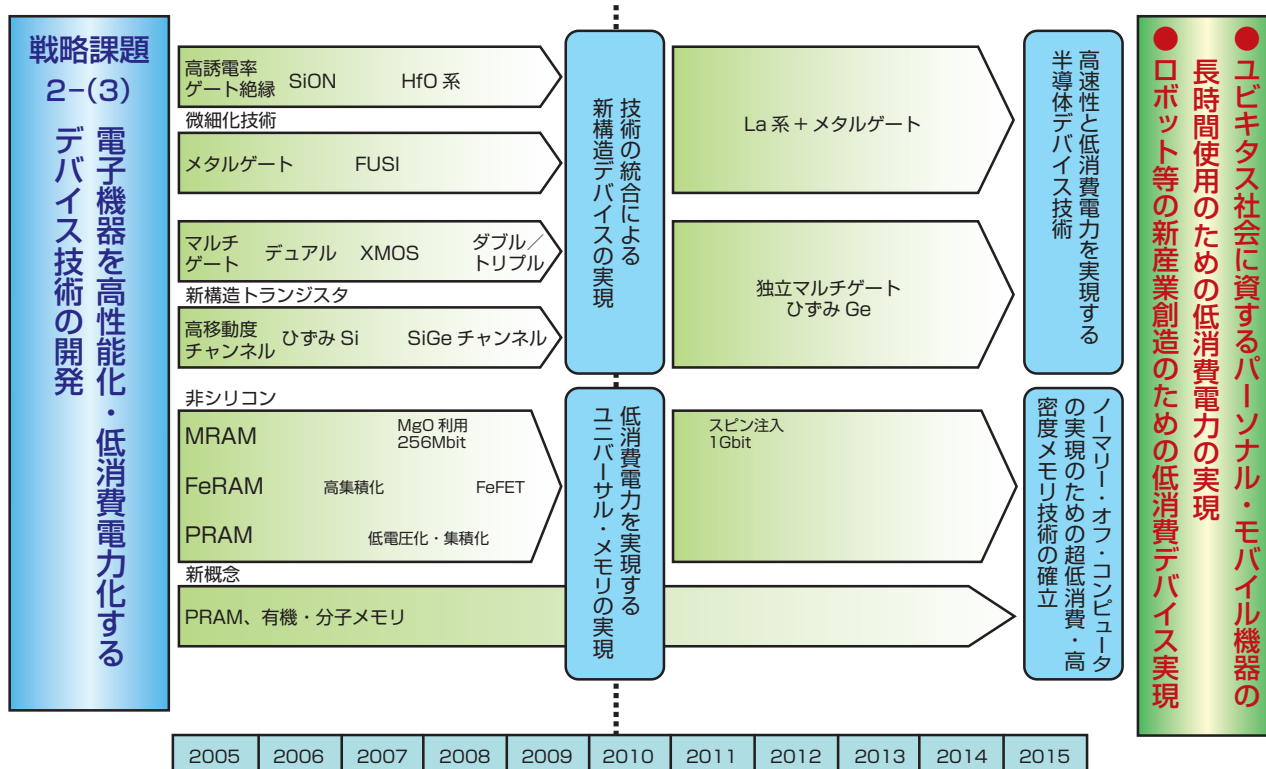 戦略課題
2−(3)
電子機器を高性能化・低消費電力化する
デバイス技術の開発
高誘電率
ゲート絶縁
SiON
HfO 系
微細化技術
メタルゲート
FUSI
マルチ
ゲート
デュアル
XMOS
ダブル／
トリプル
新構造トランジスタ
高移動度
チャンネル
ひずみ Si
SiGe チャンネル
非シリコン
MRAM
MgO 利用
256Mbit
FeRAM
高集積化
FeFET
PRAM
低電圧化・集積化
新概念
PRAM、有機・分子メモリ
技術の統合による
新構造デバイスの実現
低消費電力を実現する
ユニバーサル・メモリの実現
La 系 + メタルゲート
独立マルチゲート
ひずみ Ge
スピン注入
1Gbit
高速性と低消費電力を実現する
半導体デバイス技術
ノーマリー・オフ・コンピュータ
の実現のための超低消費・高
密度メモリ技術の確立
●ユビキタス社会に資するパーソナル・モバイル機器の
長時間使用のための低消費電力の実現
●ロボット等の新産業創造のための低消費デバイス実現
2005 2006 2007 2008 2009 2010 2011 2012 2013 2014 2015